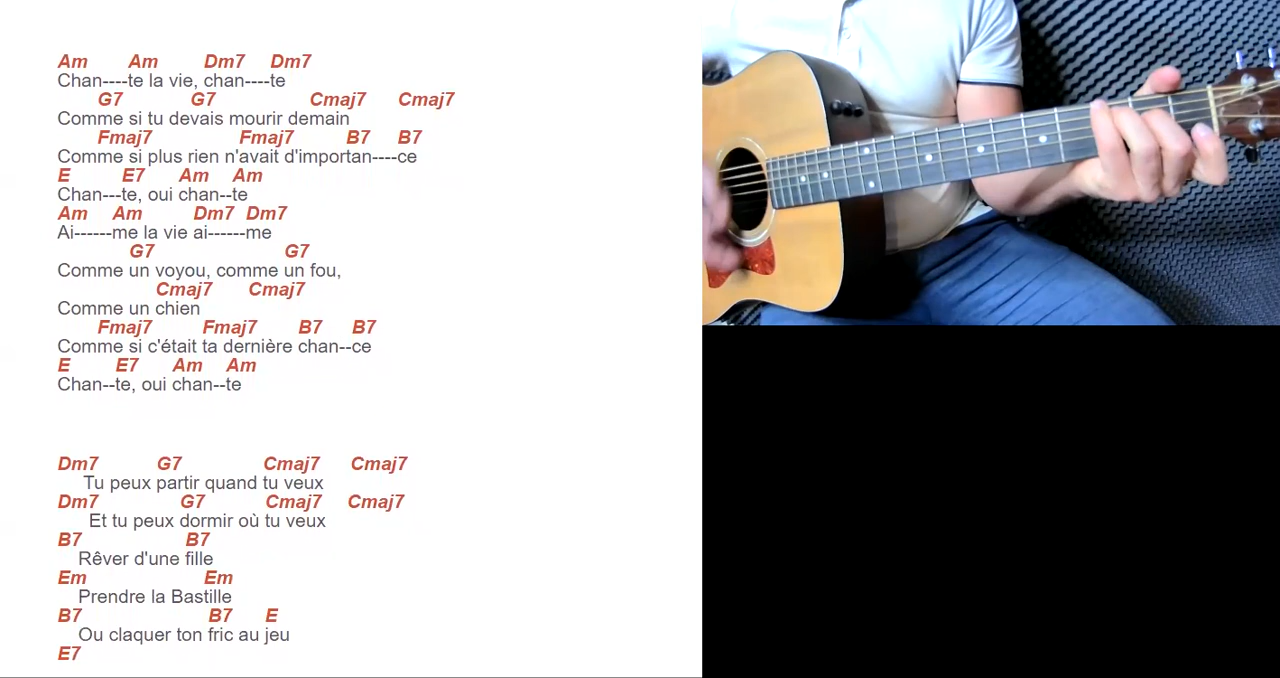 Am Am Dm7 Dm7
Chan----te la vie, chan----te
G7 G7 Cmaj7 Cmaj7
Comme si tu devais mourir demain
Fmaj7 Fmaj7 B7 B7
Comme si plus rien n'avait d'importan----ce
E E7 Am Am
Chan---te, oui chan--te
Am Am Dm7 Dm7
Ai------me la vie ai------me
G7 G7
Comme un voyou, comme un fou,
Cmaj7 Cmaj7
Comme un chien
Fmaj7 Fmaj7 B7 B7
Comme si c'était ta dernière chan--ce
E E7 Am Am
Chan--te, oui chan--te
Dm7 G7 Cmaj7 Cmaj7
Tu peux partir quand tu veux
Dm7 G7 Cmaj7 Cmaj7
Et tu peux dormir où tu veux
B7 B7
Rêver d'une fille
Em Em
Prendre la Bastille
B7 B7 E
Ou claquer ton fric au jeu
E7